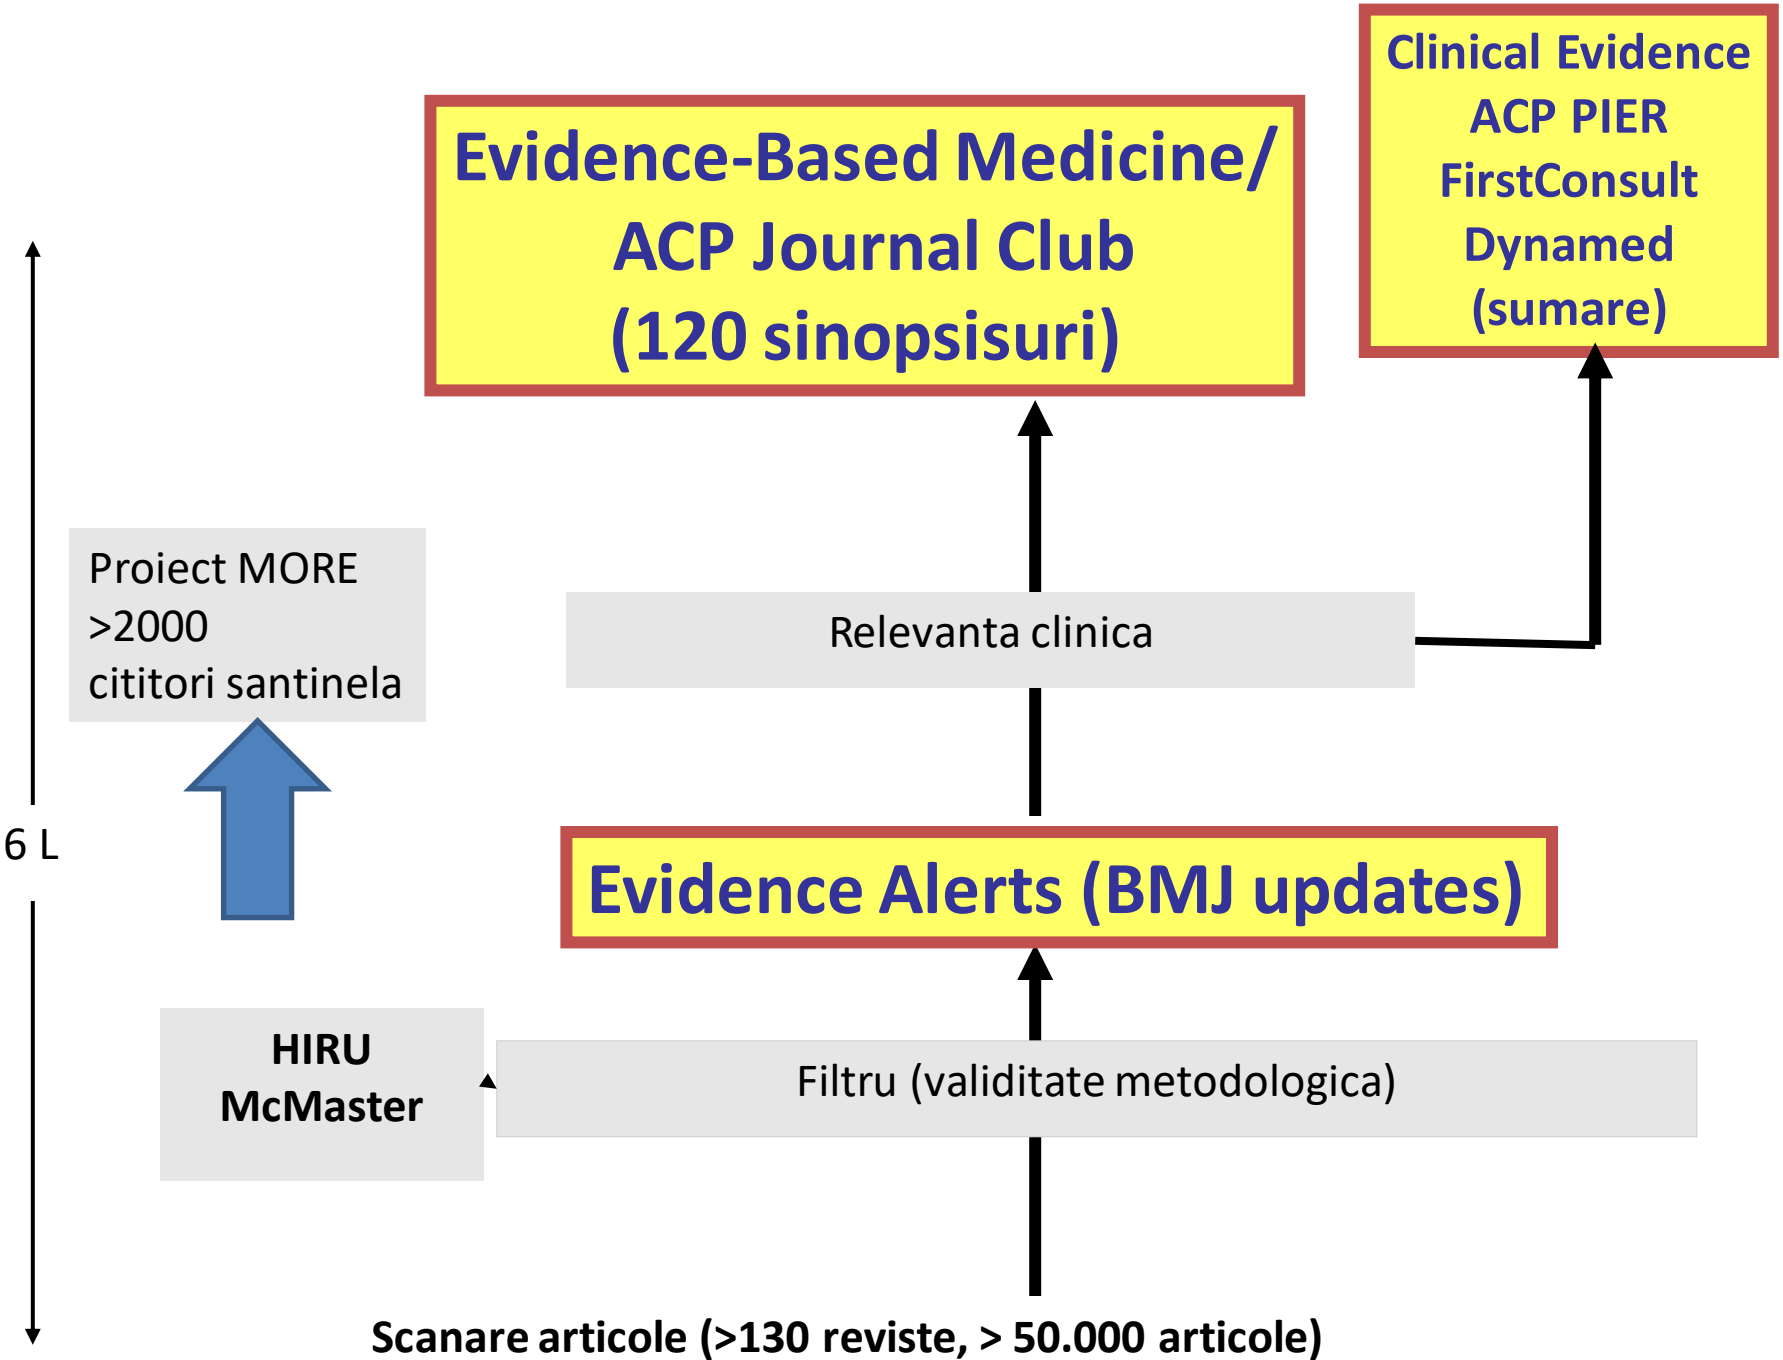 Clinical Evidence
ACP PIER
FirstConsult
Dynamed
(sumare)
Evidence-Based Medicine/
ACP Journal Club
(120 sinopsisuri)
Proiect MORE
>2000
cititori santinela
Relevanta clinica
6 L
Evidence Alerts (BMJ updates)
HIRU
McMaster
Filtru (validitate metodologica)
Scanare articole (>130 reviste, > 50.000 articole)